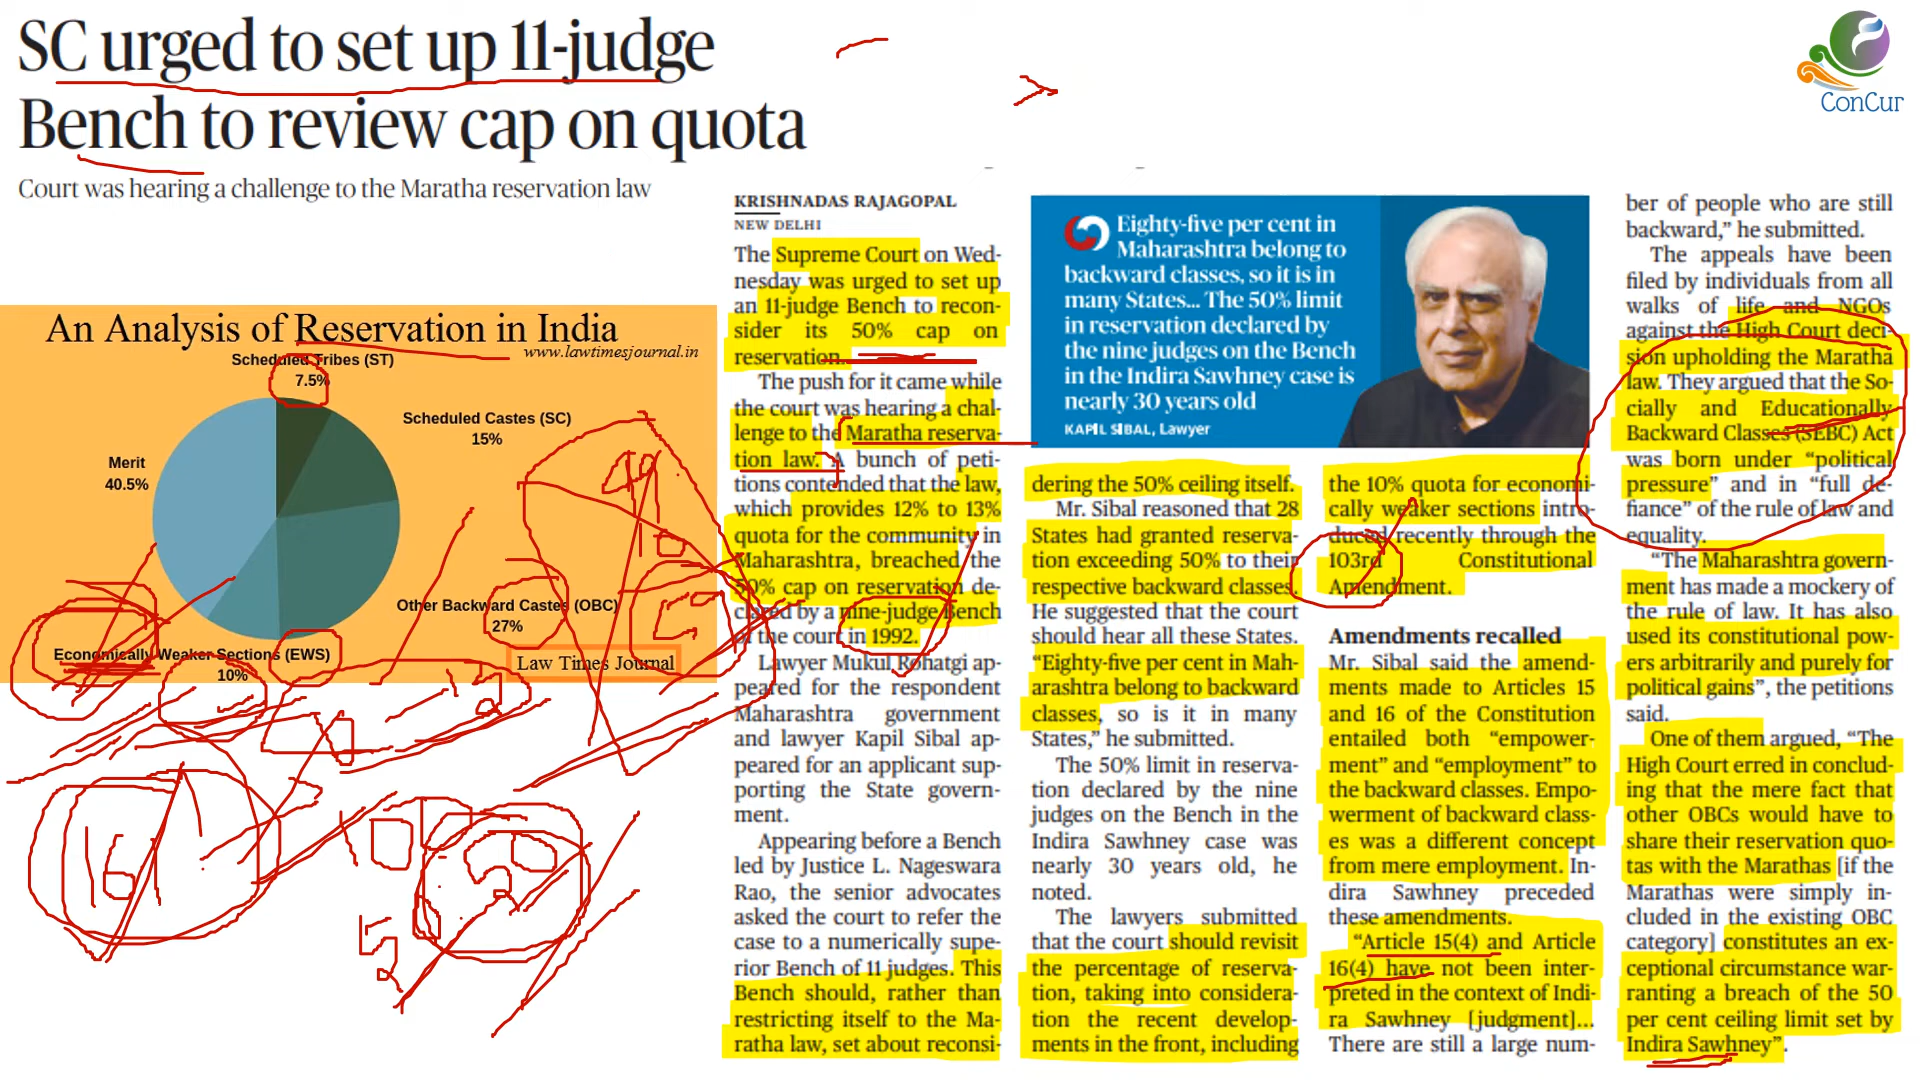 SC urged to set up 11-judge
Bench to review cap on quota
Court was hearing a challenge to the Maratha reservation law
ConCur
An Analysis of Reservation in India
www.lawtimesjournal.in
Scheduled Tribes (ST)
7.5%
Scheduled Castes (SC)
15%
Merit
40.5%
Other Backward Castes (OBC)
27%
Economically Weaker Sections (EWS)
10%
Law Times Journal
KRISHNADAS RAJAGOPAL
NEW DELHI
The Supreme Court on Wed-
nesday was urged to set up
an 11-judge Bench to recon-
sider its 50% cap on
reservation.
The push for it came while
the court was hearing a chal-
lenge to the Maratha reserva-
tion law. A bunch of peti-
tions contended that the law,
which provides 12% to 13%
quota for the community in
Maharashtra, breached the
50% cap on reservation de-
clared by a nine-judge Bench
of the court in 1992.
Lawyer Mukul Rohatgi ap-
peared for the respondent
Maharashtra government
and lawyer Kapil Sibal ap-
peared for an applicant sup-
porting the State govern-
ment.
Appearing before a Bench
led by Justice L. Nageswara
Rao, the senior advocates
asked the court to refer the
case to a numerically supe-
rior Bench of 11 judges. This
Bench should, rather than
restricting itself to the Ma-
ratha law, set about reconsi-
Eighty-five per cent in
Maharashtra belong to
backward classes, so it is in
many States... The 50% limit
in reservation declared by
the nine judges on the Bench
in the Indira Sawhney case is
nearly 30 years old
KAPIL SIBAL, Lawyer
dering the 50% ceiling itself.
Mr. Sibal reasoned that 28
States had granted reserva-
tion exceeding 50% to their
respective backward classes.
He suggested that the court
should hear all these States.
“Eighty-five per cent in Mah-
arashtra belong to backward
classes, so is it in many
States,” he submitted.
The 50% limit in reserva-
tion declared by the nine
judges on the Bench in the
Indira Sawhney case was
nearly 30 years old, he
noted.
The lawyers submitted
that the court should revisit
the percentage of reserva-
tion, taking into considera-
tion the recent develop-
ments in the front, including
the 10% quota for economi-
cally weaker sections intro-
duced recently through the
103rd Constitutional
Amendment.
Amendments recalled
Mr. Sibal said the amend-
ments made to Articles 15
and 16 of the Constitution
entailed both “empower-
ment” and “employment” to
the backward classes. Empo-
werment of backward class-
es was a different concept
from mere employment. In-
dira Sawhney preceded
these amendments.
“Article 15(4) and Article
16(4) have not been inter-
preted in the context of Indi-
ra Sawhney [judgment]...
There are still a large num-
ber of people who are still
backward,” he submitted.
The appeals have been
filed by individuals from all
walks of life and NGOs
against the High Court deci-
sion upholding the Maratha
law. They argued that the So-
cially and Educationally
Backward Classes (SEBC) Act
was born under “political
pressure” and in “full de-
fiance” of the rule of law and
equality.
“The Maharashtra govern-
ment has made a mockery of
the rule of law. It has also
used its constitutional pow-
ers arbitrarily and purely for
political gains”, the petitions
said.
One of them argued, “The
High Court erred in conclud-
ing that the mere fact that
other OBCs would have to
share their reservation quo-
tas with the Marathas [if the
Marathas were simply in-
cluded in the existing OBC
category] constitutes an ex-
ceptional circumstance war-
ranting a breach of the 50
per cent ceiling limit set by
Indira Sawhney”.